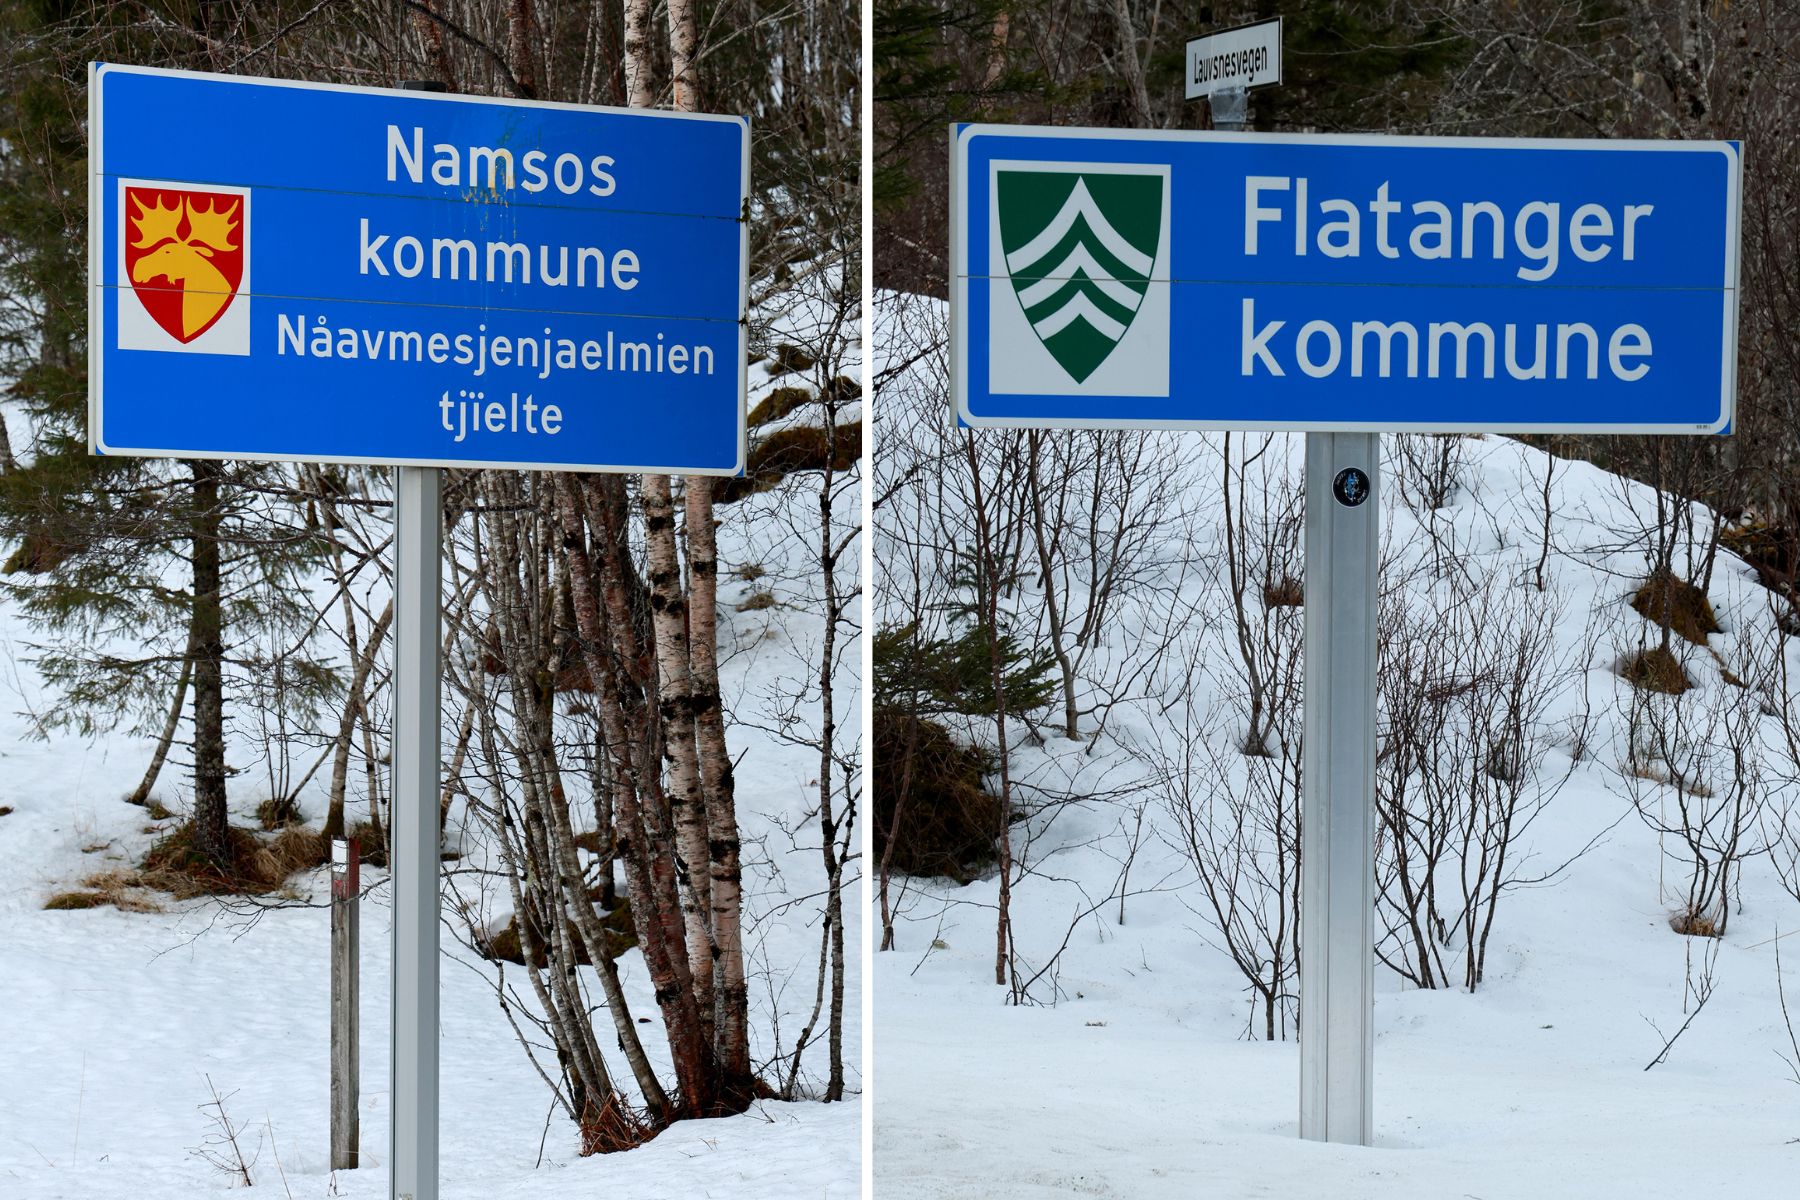 Namsos
kommune
Nåavmesjenjaelmien
tjïelte
Lauvsnesvegen
Flatanger
kommune